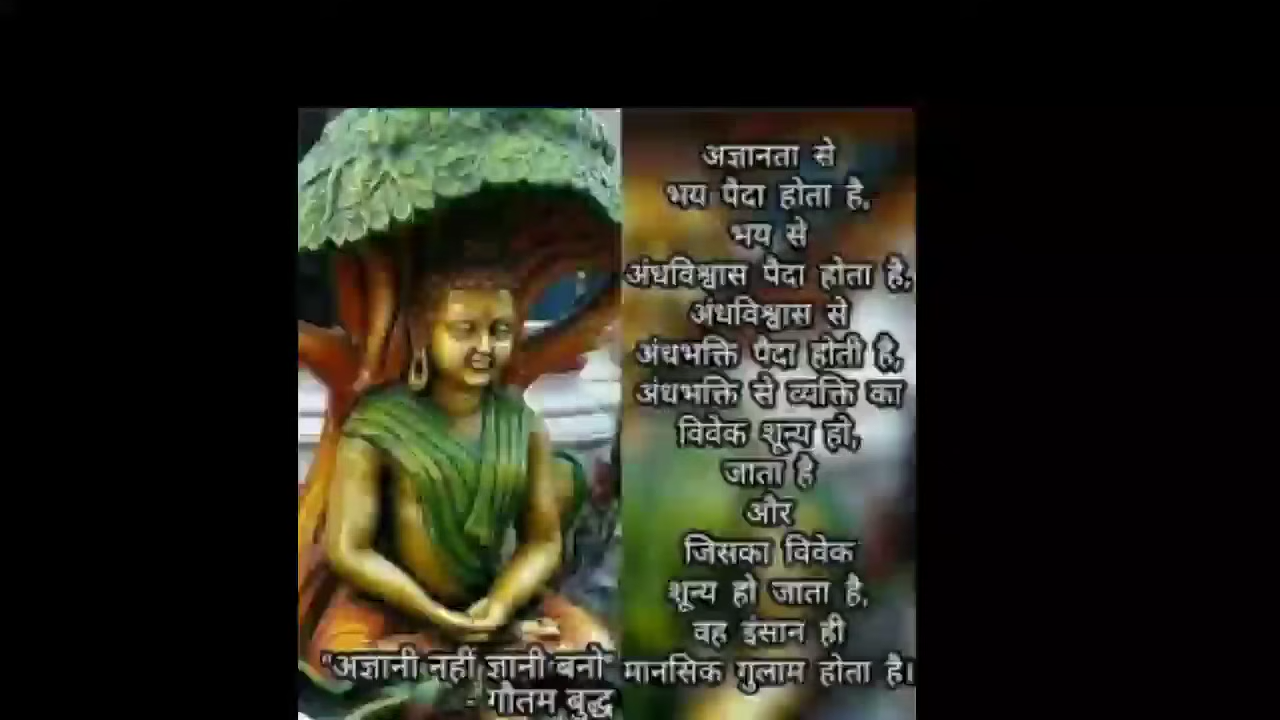 अज्ञानता से
भय पैदा होता है,
भय से
अंधविश्वास पैदा होता है,
अंधविश्वास से
अंधभक्ति पैदा होती है,
अंधभक्ति से व्यक्ति का
विवेक शून्य हो,
जाता है
और
जिसका विवेक
शून्य हो जाता है,
वह इंसान ही
मानसिक गुलाम होता है।
"अज्ञानी नहीं ज्ञानी बनो"
- गौतम बुद्ध